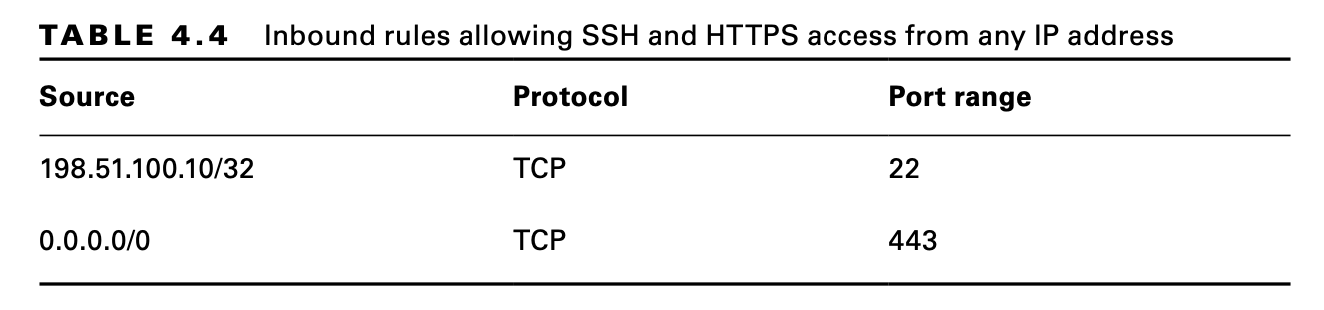 TABLE 4.4 Inbound rules allowing SSH and HTTPS access from any IP address
Source Protocol Port range
198.51.100.10/32 TCP 22
0.0.0.0/0 TCP 443